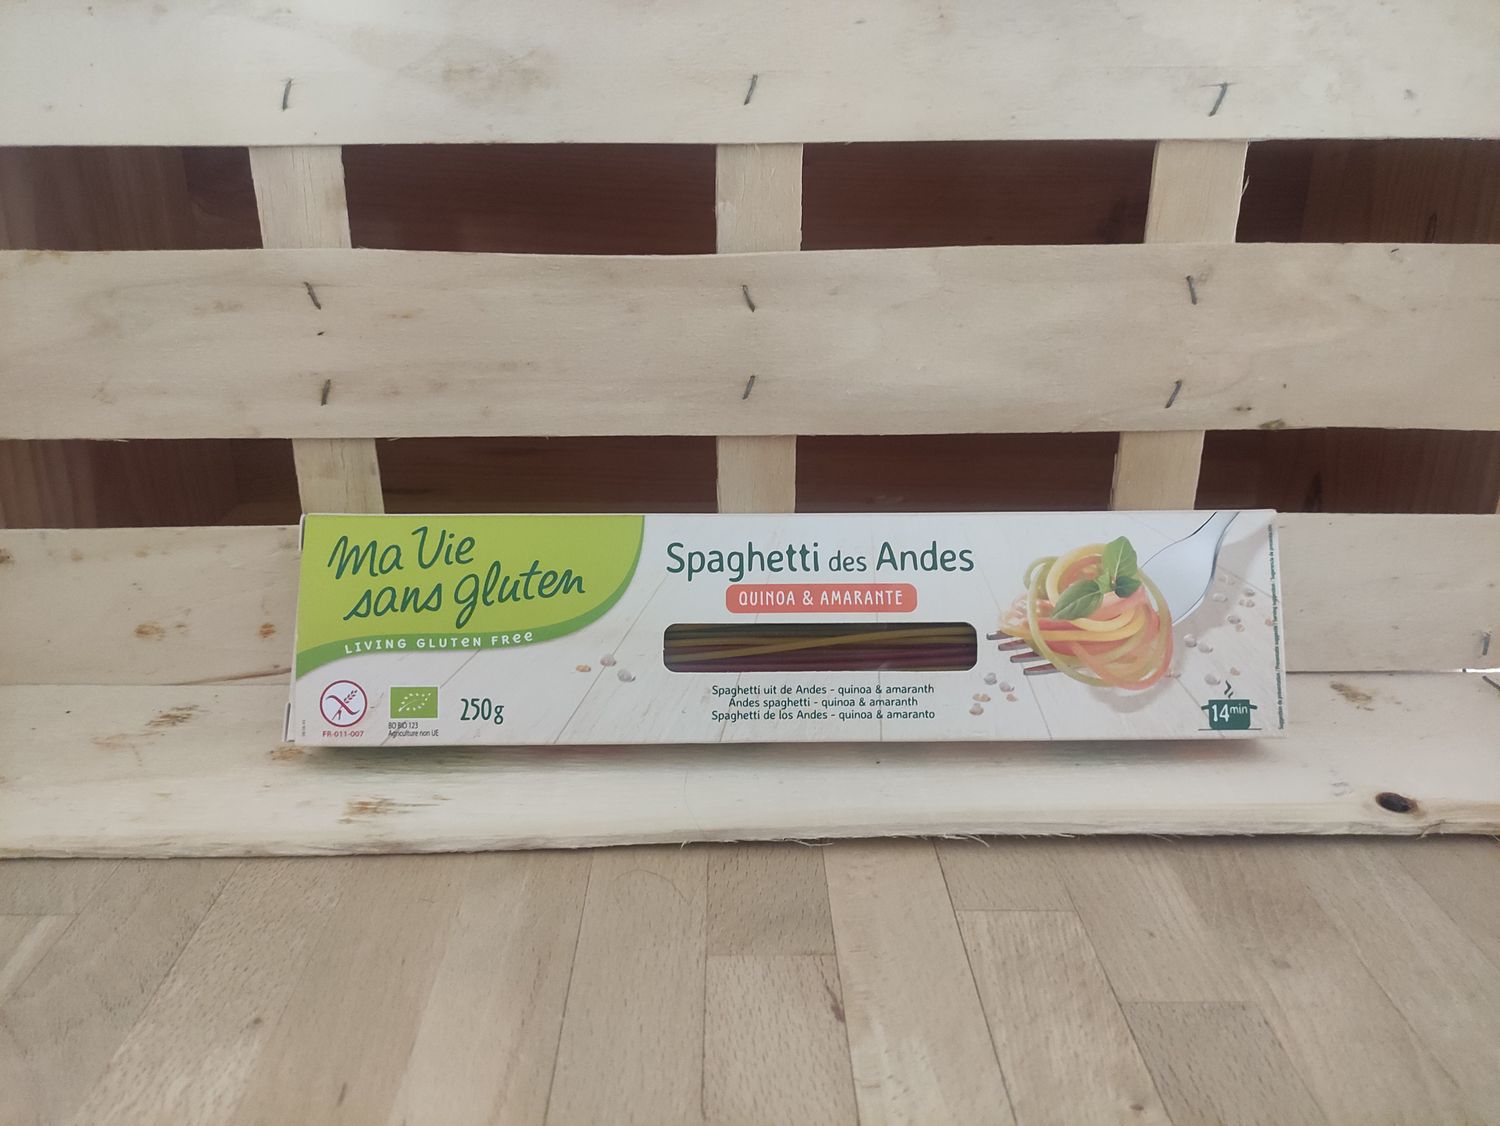 Ma Vie
sans gluten
LIVING GLUTEN FREE
FR-011-007
BO BIO 123
Agriculture non UE
250g
Spaghetti des Andes
QUINOA & AMARANTE
Spaghetti uit de Andes - quinoa & amaranth
Andes spaghetti - quinoa & amaranth
Spaghetti de los Andes - quinoa & amaranto
14min